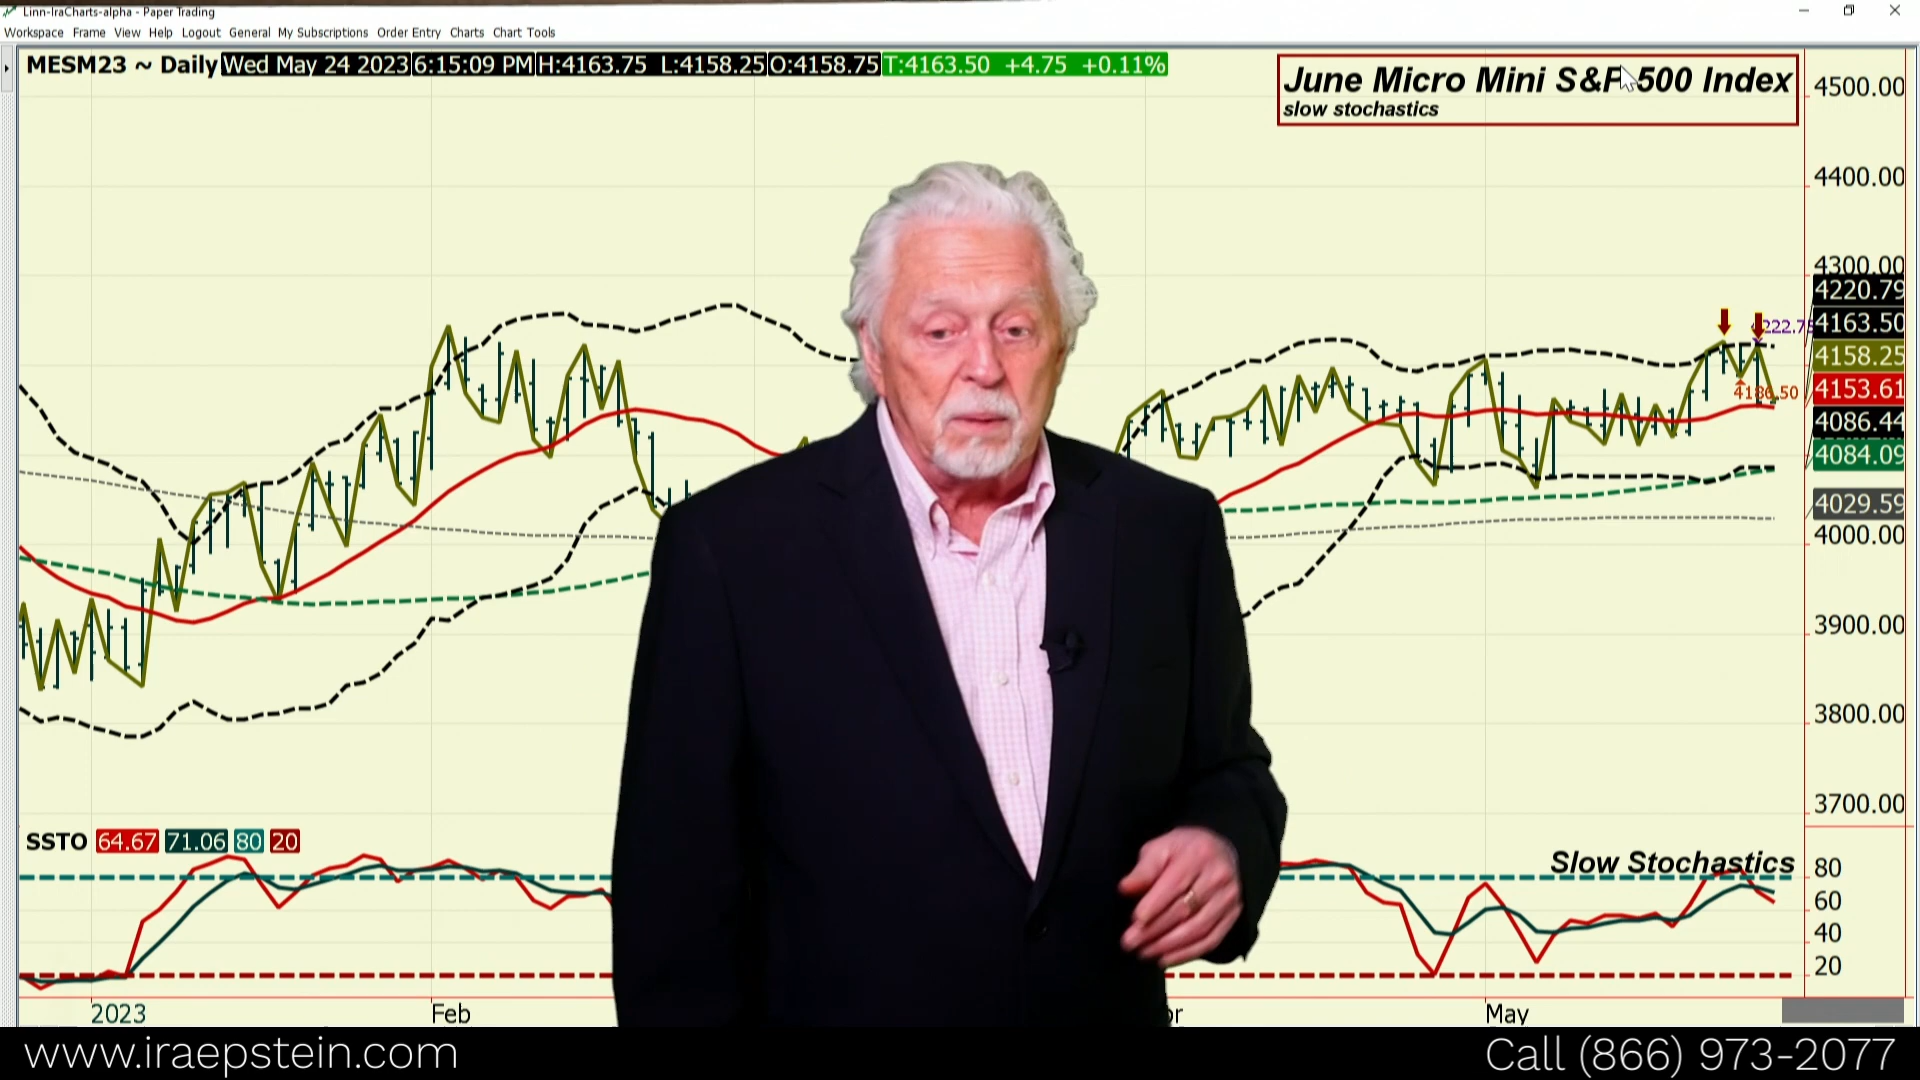 Linn-IraCharts-alpha - Paper Trading
Workspace Frame View Help Logout General My Subscriptions Order Entry Charts Chart Tools
MESM23 ~ Daily Wed May 24 2023 6:15:09 PM H:4163.75 L:4158.25 O:4158.75 T:4163.50 +4.75 +0.11%
June Micro Mini S&P 500 Index
slow stochastics
4500.00
4400.00
4300.00
4220.79
4163.50
4158.25
4153.61
4086.44
4084.09
4029.59
4000.00
3900.00
3800.00
3700.00
4186.50
SSTO 64.67 71.06 80 20
Slow Stochastics
80
60
40
20
2023 Feb May
www.iraepstein.com
Call (866) 973-2077